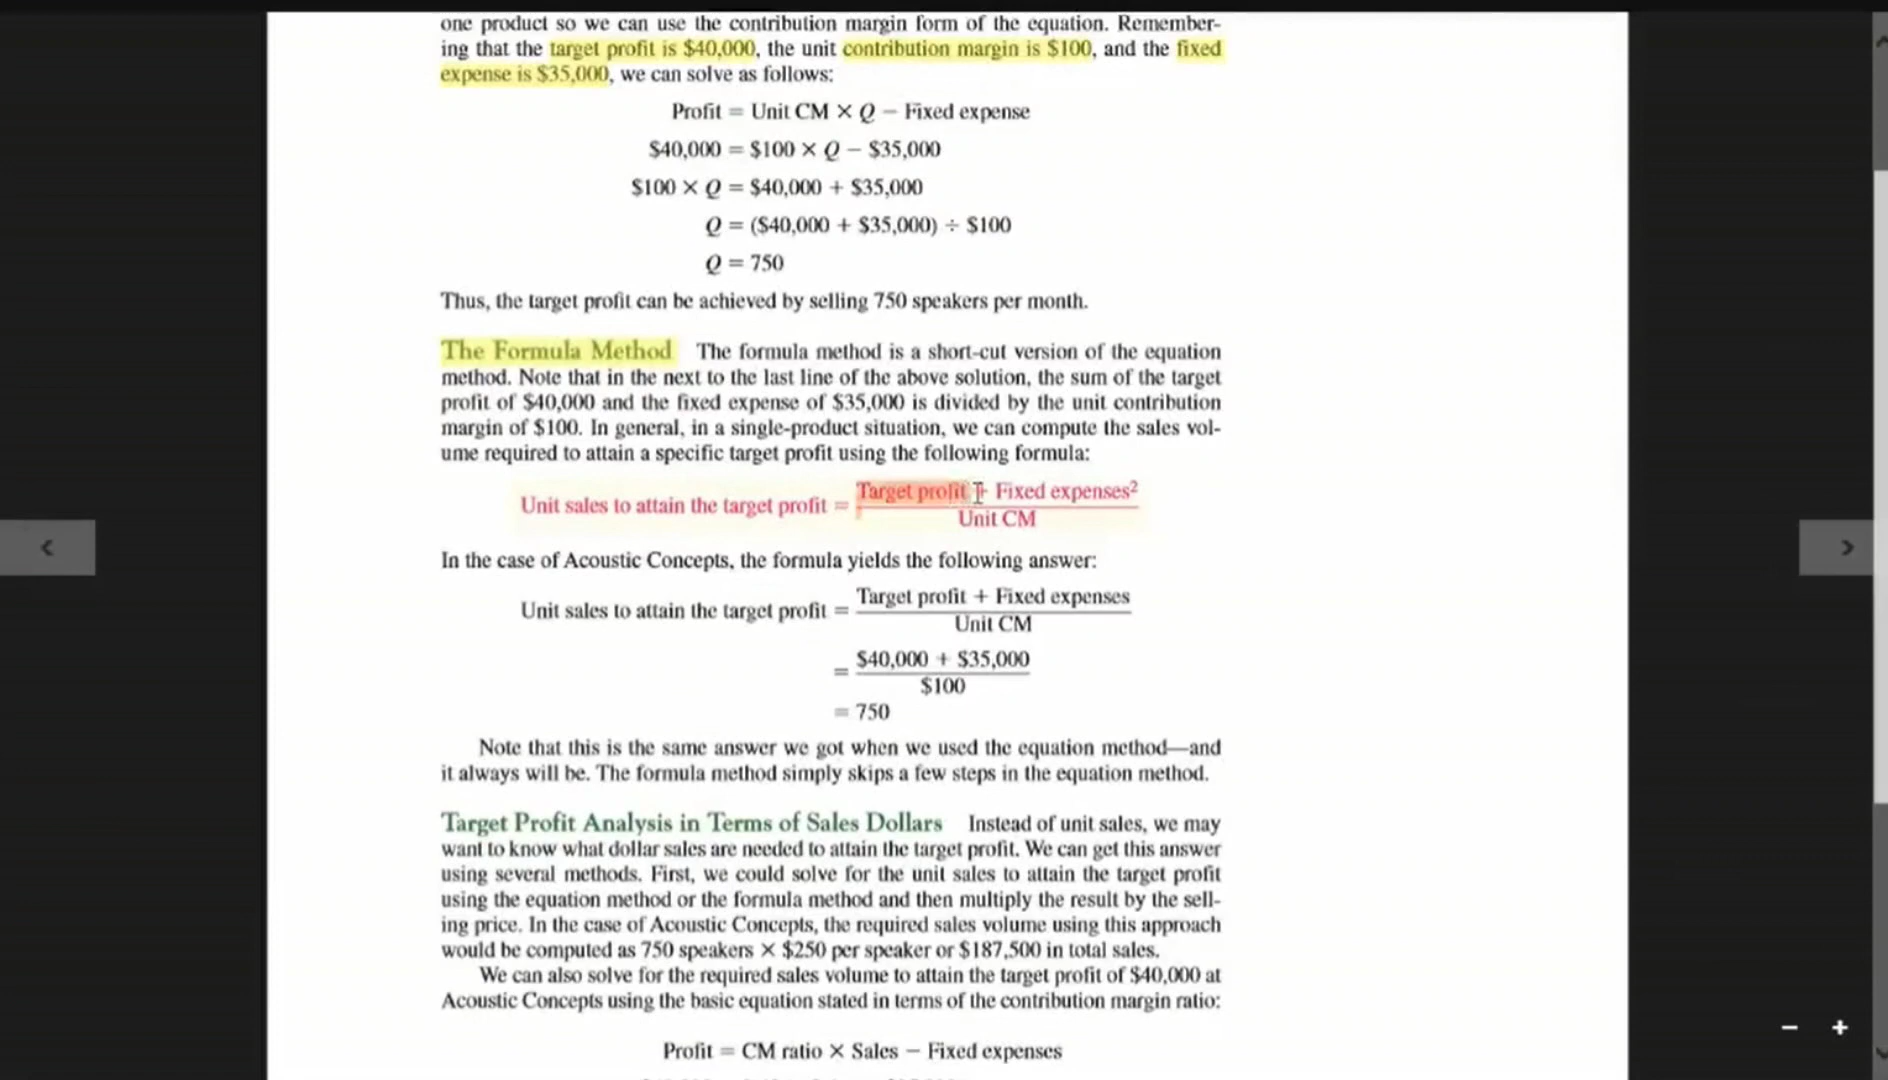 one product so we can use the contribution margin form of the equation. Remember-
ing that the target profit is $40,000, the unit contribution margin is $100, and the fixed
expense is $35,000, we can solve as follows:
Profit = Unit CM × Q − Fixed expense
$40,000 = $100 × Q − $35,000
$100 × Q = $40,000 + $35,000
Q = ($40,000 + $35,000) ÷ $100
Q = 750
Thus, the target profit can be achieved by selling 750 speakers per month.
The Formula Method The formula method is a short-cut version of the equation
method. Note that in the next to the last line of the above solution, the sum of the target
profit of $40,000 and the fixed expense of $35,000 is divided by the unit contribution
margin of $100. In general, in a single-product situation, we can compute the sales vol-
ume required to attain a specific target profit using the following formula:
Target profit + Fixed expenses²
Unit sales to attain the target profit =
Unit CM
In the case of Acoustic Concepts, the formula yields the following answer:
Target profit + Fixed expenses
Unit sales to attain the target profit =
Unit CM
$40,000 + $35,000
=
$100
= 750
Note that this is the same answer we got when we used the equation method—and
it always will be. The formula method simply skips a few steps in the equation method.
Target Profit Analysis in Terms of Sales Dollars Instead of unit sales, we may
want to know what dollar sales are needed to attain the target profit. We can get this answer
using several methods. First, we could solve for the unit sales to attain the target profit
using the equation method or the formula method and then multiply the result by the sell-
ing price. In the case of Acoustic Concepts, the required sales volume using this approach
would be computed as 750 speakers × $250 per speaker or $187,500 in total sales.
We can also solve for the required sales volume to attain the target profit of $40,000 at
Acoustic Concepts using the basic equation stated in terms of the contribution margin ratio:
Profit = CM ratio × Sales − Fixed expenses